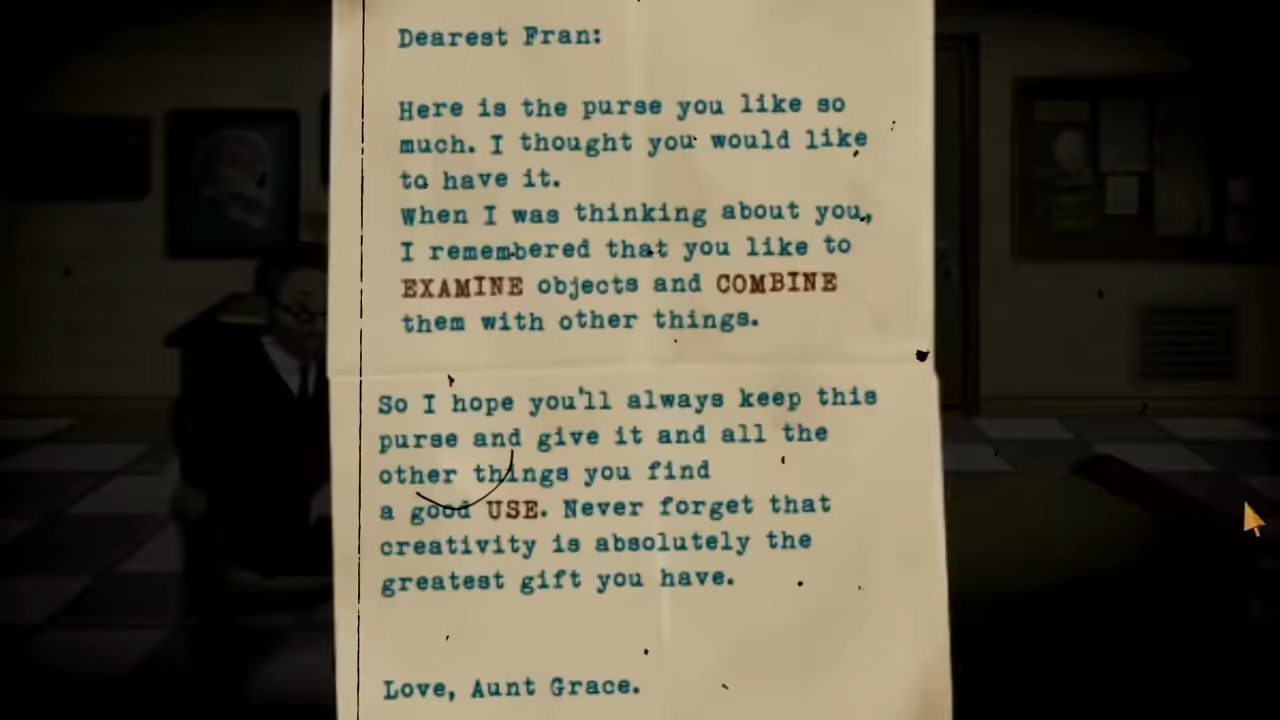 Dearest Fran:
Here is the purse you like so
much. I thought you would like
to have it.
When I was thinking about you,
I remembered that you like to
EXAMINE objects and COMBINE
them with other things.
So I hope you'll always keep this
purse and give it and all the
other things you find
a good USE. Never forget that
creativity is absolutely the
greatest gift you have.
Love, Aunt Grace.